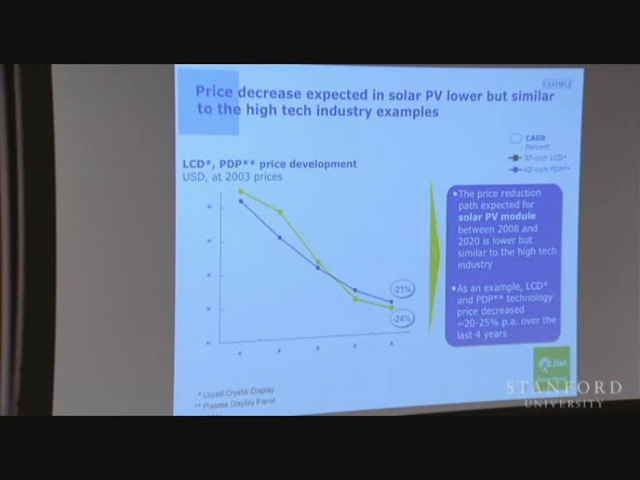 Price decrease expected in solar PV lower but similar
to the high tech industry examples
EXAMPLE
CAGR
Percent
37-inch LCD*
42-inch PDP**
LCD*, PDP** price development
USD, at 2003 prices
-21%
-24%
•The price reduction
path expected for
solar PV module
between 2008 and
2020 is lower but
similar to the high tech
industry
•As an example, LCD*
and PDP** technology
price decreased
~20-25% p.a. over the
last 4 years
* Liquid Crystal Display
** Plasma Display Panel
STANFORD
UNIVERSITY